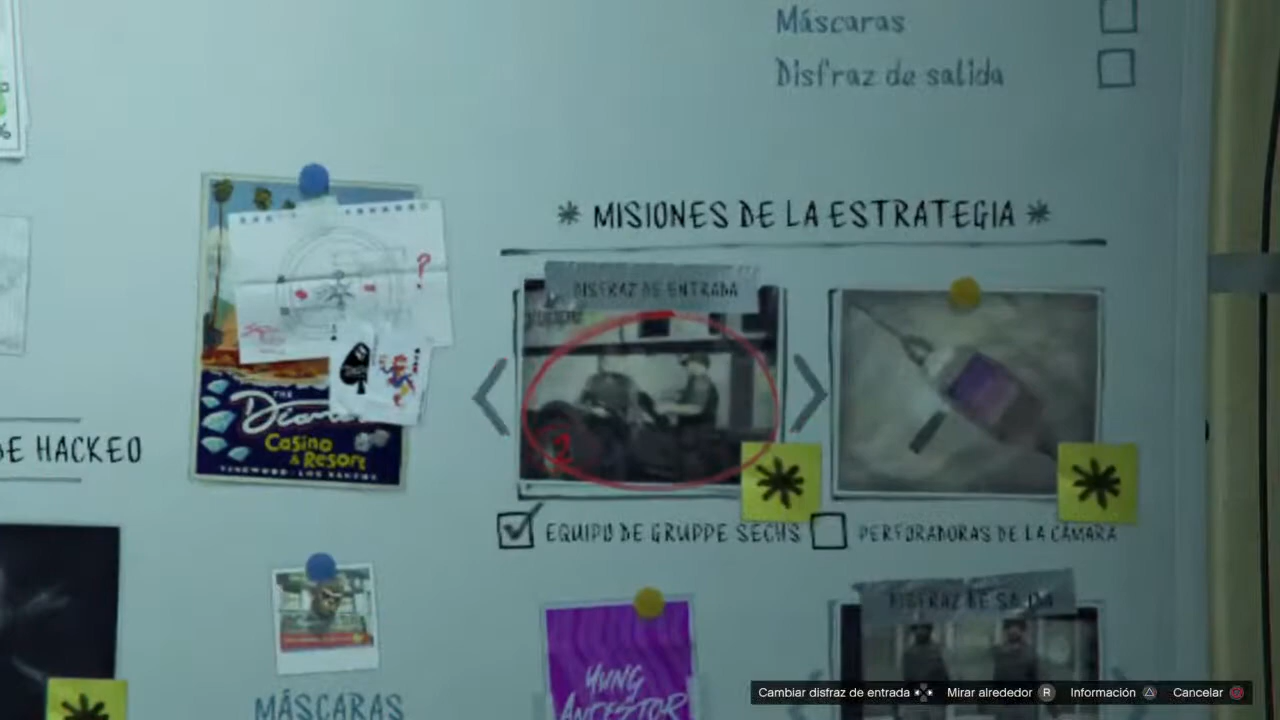 Máscaras
Disfraz de salida
* MISIONES DE LA ESTRATEGIA *
DISFRAZ DE ENTRADA
?
THE
Casino
& Resort
DE HACKEO
EQUIPO DE GRUPPE SECHS
PERFORADORAS DE LA CÁMARA
DISFRAZ DE SALIDA
YUNG
ANCESTOR
MÁSCARAS
Cambiar disfraz de entrada
Mirar alrededor R
Información
Cancelar